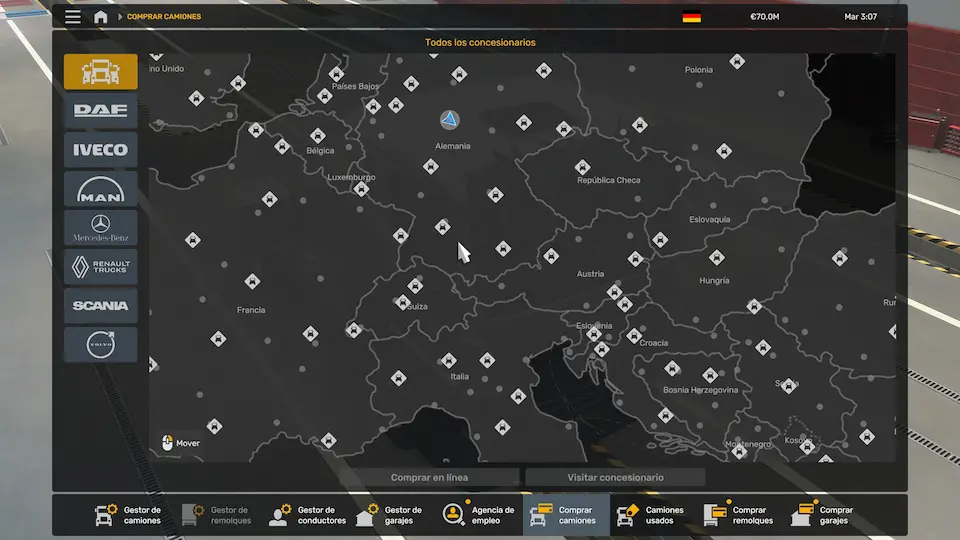 COMPRAR CAMIONES
€70.0M
Mar 3:07
Todos los concesionarios
DAF
IVECO
MAN
Mercedes-Benz
RENAULT
TRUCKS
SCANIA
VOLVO
no Unido
Países Bajos
Polonia
Bélgica
Alemania
Luxemburgo
República Checa
Eslovaquia
Austria
Hungría
Francia
Suiza
Eslovenia
Croacia
Italia
Bosnia Herzegovina
Montenegro
Kosovo
Mover
Comprar en línea
Visitar concesionario
Gestor de
camiones
Gestor de
remolques
Gestor de
conductores
Gestor de
garajes
Agencia de
empleo
Comprar
camiones
Camiones
usados
Comprar
remolques
Comprar
garajes